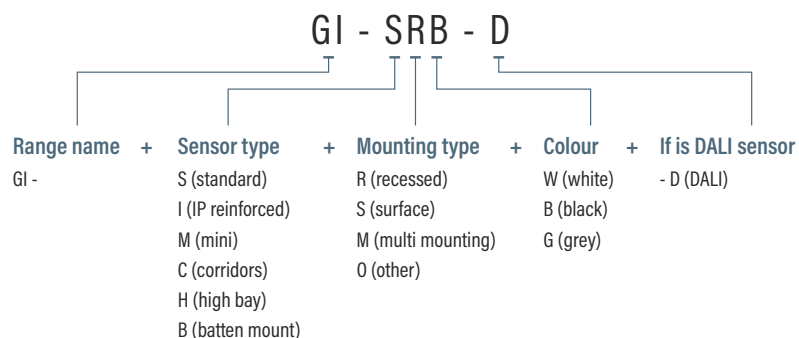 GI - SRB - D
Range name + Sensor type + Mounting type + Colour + If is DALI sensor
GI - S (standard) R (recessed) W (white) - D (DALI)
I (IP reinforced) S (surface) B (black)
M (mini) M (multi mounting) G (grey)
C (corridors) O (other)
H (high bay)
B (batten mount)